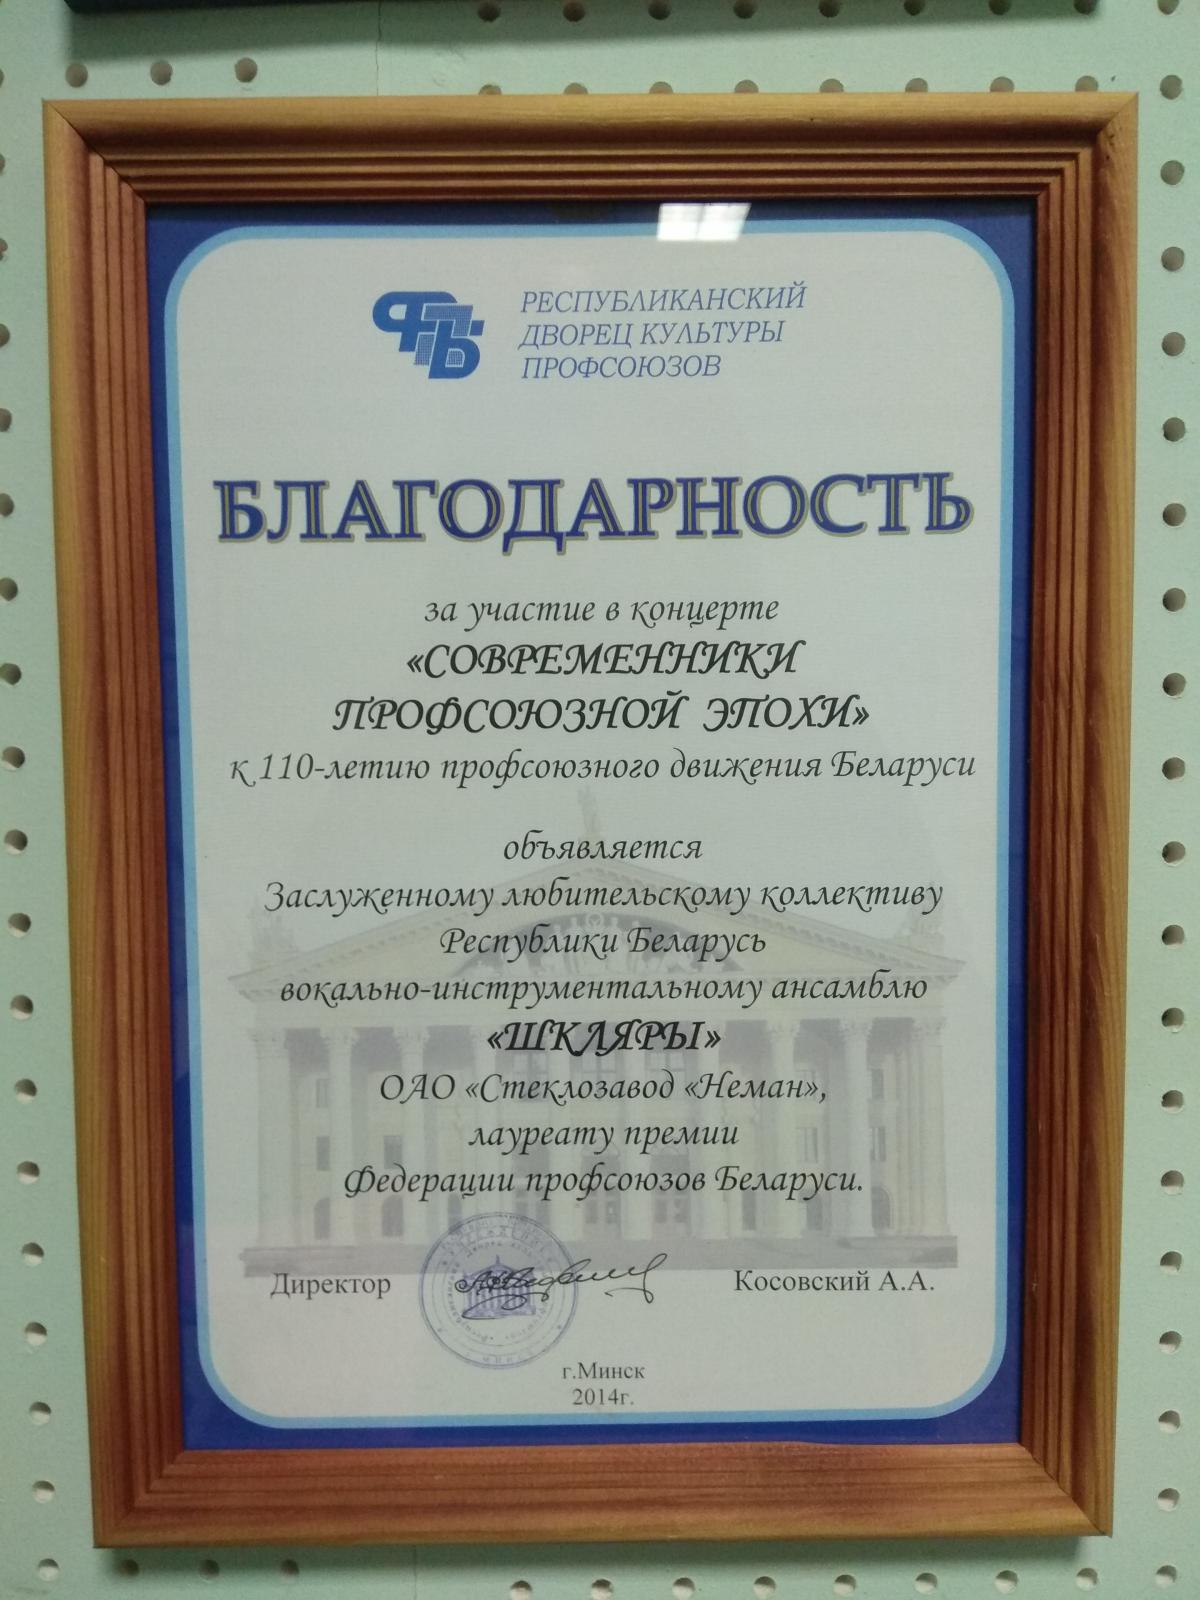 ФПБ
РЕСПУБЛИКАНСКИЙ
ДВОРЕЦ КУЛЬТУРЫ
ПРОФСОЮЗОВ
БЛАГОДАРНОСТЬ
за участие в концерте
«СОВРЕМЕННИКИ
ПРОФСОЮЗНОЙ ЭПОХИ»
к 110-летию профсоюзного движения Беларуси
объявляется
Заслуженному любительскому коллективу
Республики Беларусь
вокально-инструментальному ансамблю
«ШКЛЯРЫ»
ОАО «Стеклозавод «Неман»,
лауреату премии
Федерации профсоюзов Беларуси.
Директор Косовский А.А.
г.Минск
2014г.